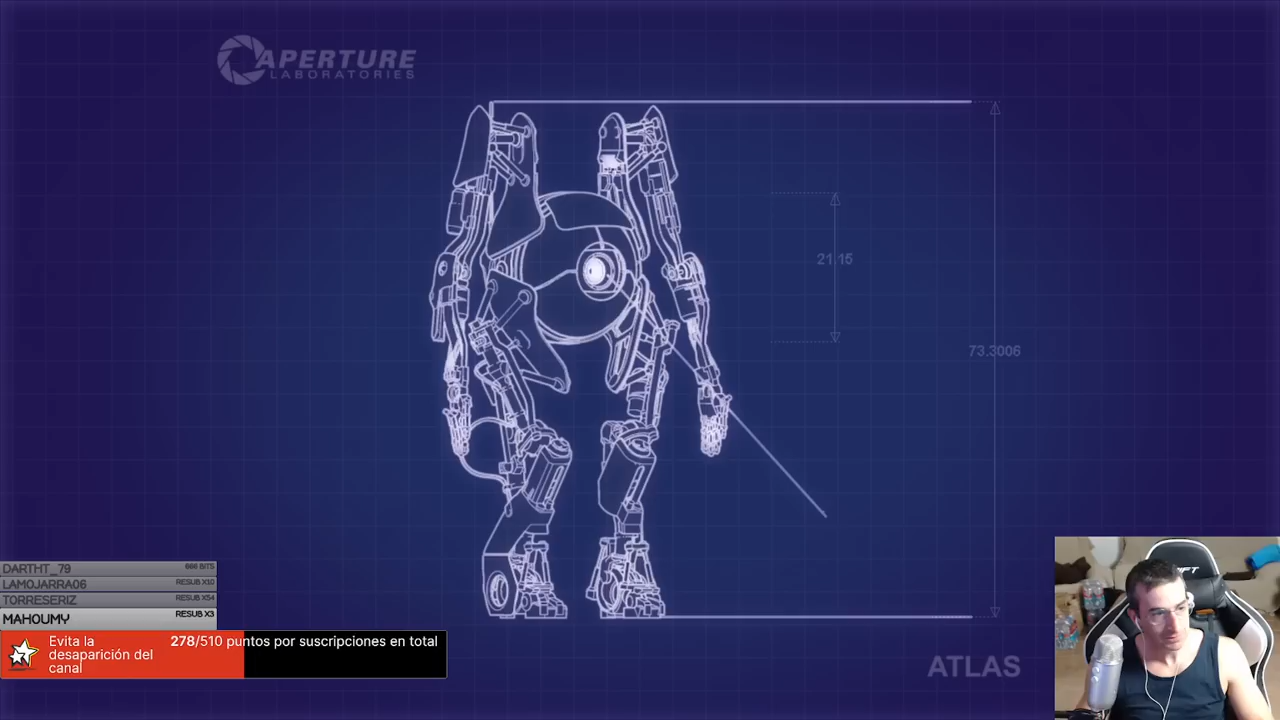 APERTURE
LABORATORIES
21.15
73.3006
DARTHT_79 666 BITS
LAMOJARRA06 RESUB X10
TORRESERIZ RESUB X54
MAHOUMY RESUB X3
Evita la desaparición del canal
278/510 puntos por suscripciones en total
ATLAS